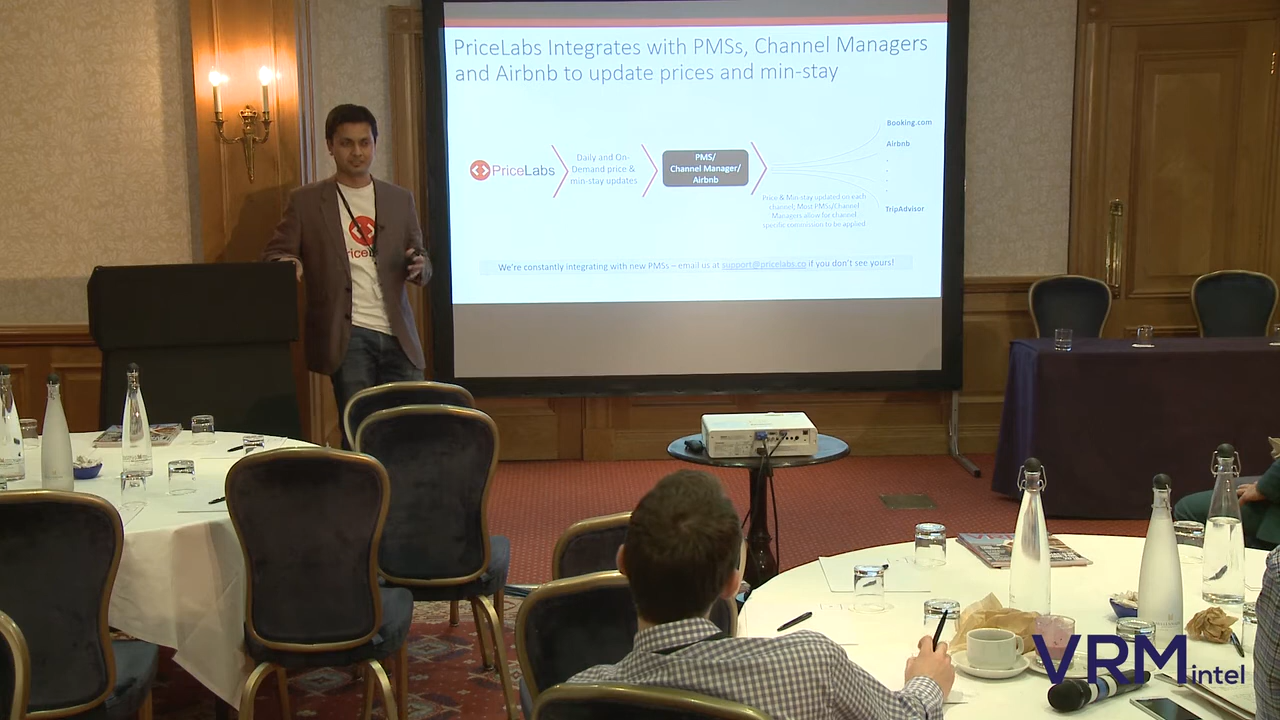 PriceLabs Integrates with PMSs, Channel Managers
and Airbnb to update prices and min-stay
PriceLabs
Daily and On-
Demand price &
min-stay updates
PMS/
Channel Manager/
Airbnb
Booking.com
Airbnb
.
.
.
TripAdvisor
Price & Min-stay updated on each
channel; Most PMSs/Channel
Managers allow for channel
specific commission to be applied
We're constantly integrating with new PMSs – email us at support@pricelabs.co if you don't see yours!
riceL
VRM
VRMintel